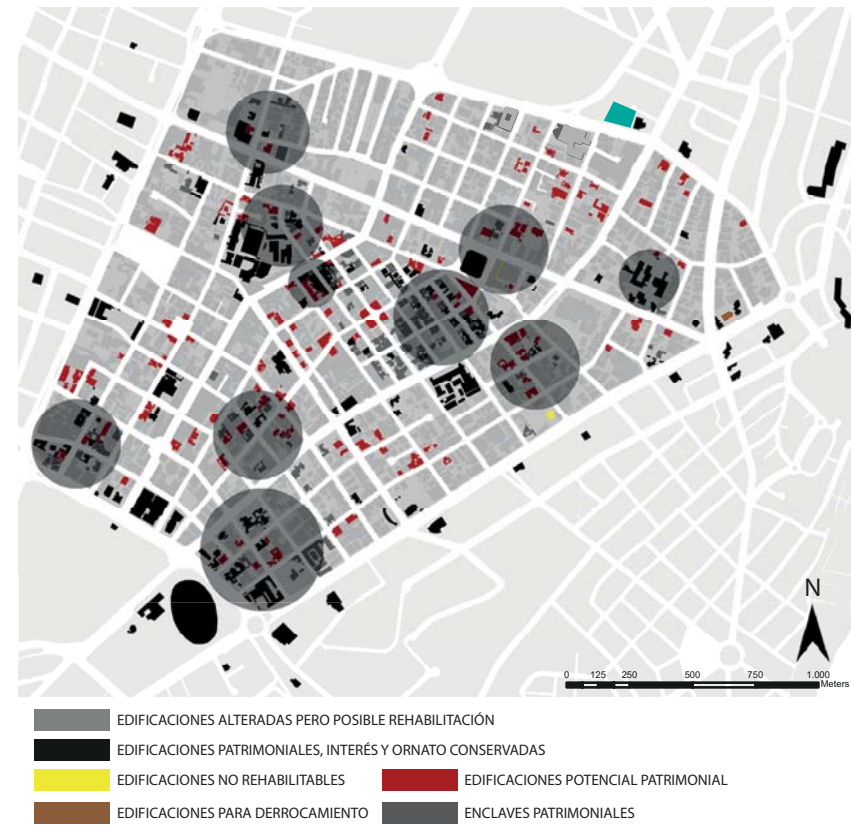 N
0 125 250 500 750 1.000
Meters
EDIFICACIONES ALTERADAS PERO POSIBLE REHABILITACIÓN
EDIFICACIONES PATRIMONIALES, INTERÉS Y ORNATO CONSERVADAS
EDIFICACIONES NO REHABILITABLES EDIFICACIONES POTENCIAL PATRIMONIAL
EDIFICACIONES PARA DERROCAMIENTO ENCLAVES PATRIMONIALES